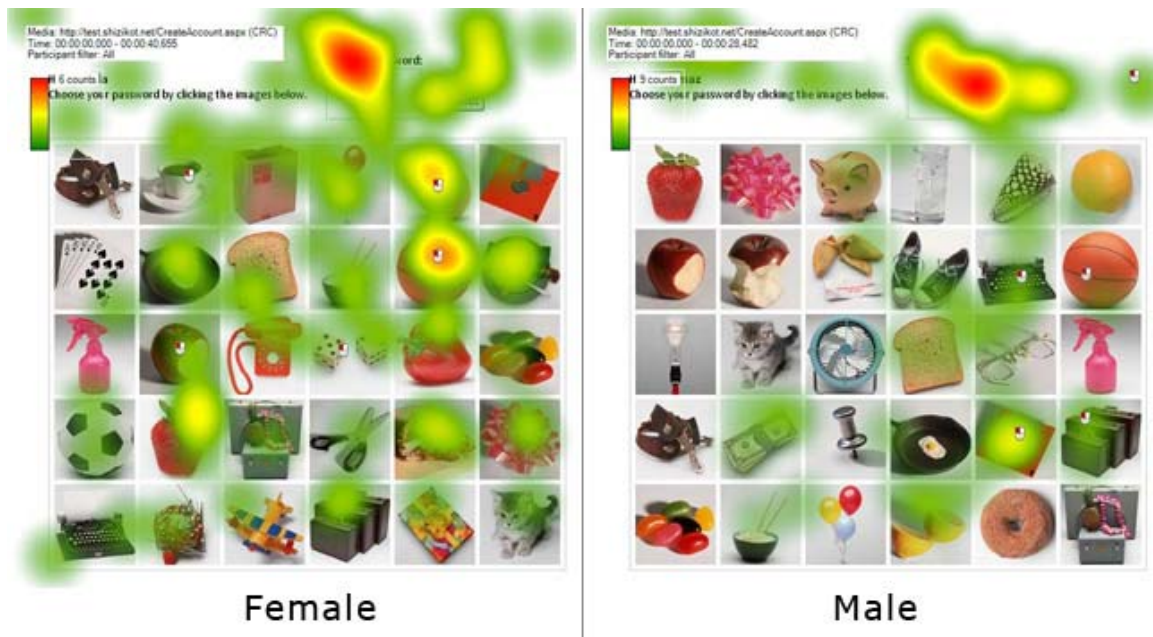 Media: http://test.shizikot.net/CreateAccount.aspx (CRC)
Time: 00:00:00,000 - 00:00:40,655
Participant filter: All
6 counts la
Choose your password by clicking the images below.
ord:
Female
Media: http://test.shizikot.net/CreateAccount.aspx (CRC)
Time: 00:00:00,000 - 00:00:28,482
Participant filter: All
9 counts
Choose your password by clicking the images below.
Male